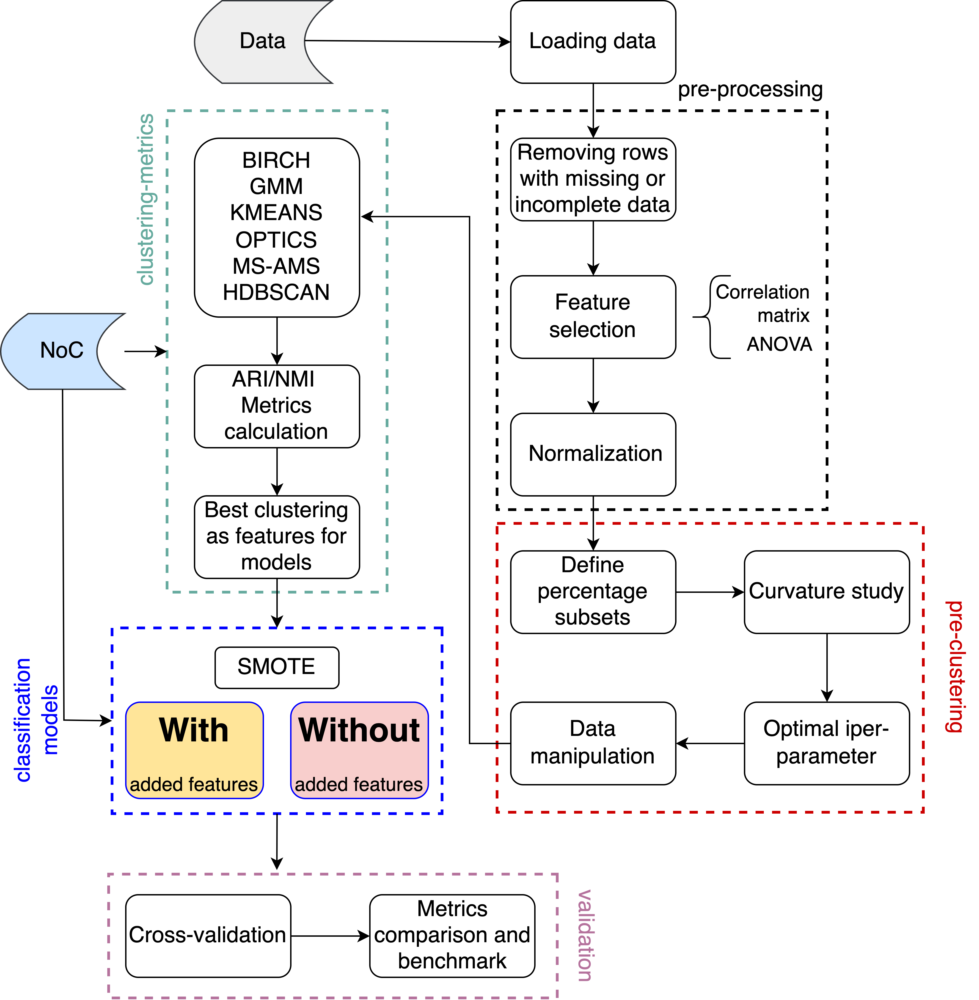 Data
Loading data
pre-processing
Removing rows
with missing or
incomplete data
Feature
selection
Correlation
matrix
ANOVA
Normalization
pre-clustering
Define
percentage
subsets
Curvature study
Optimal iper-
parameter
Data
manipulation
clustering-metrics
BIRCH
GMM
KMEANS
OPTICS
MS-AMS
HDBSCAN
NoC
ARI/NMI
Metrics
calculation
Best clustering
as features for
models
classification
models
SMOTE
With
added features
Without
added features
validation
Cross-validation
Metrics
comparison and
benchmark